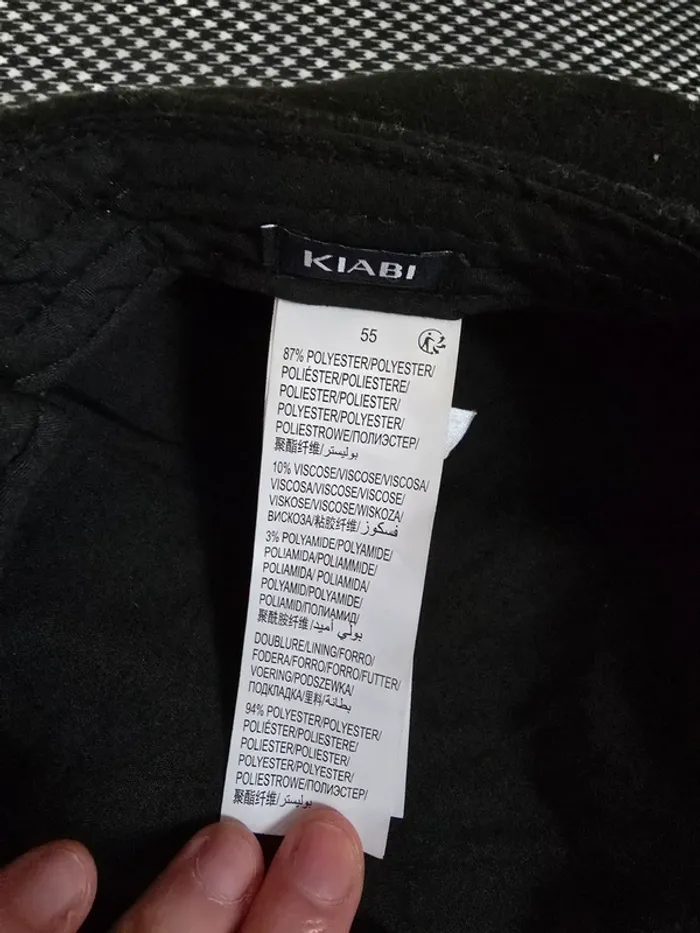 KIABI
55
87% POLYESTER/POLYESTER/
POLIÉSTER/POLIESTERE/
POLIESTER/POLIESTER/
POLYESTER/POLYESTER/
POLIESTROWE/ПОЛИЭСТЕР/
聚酯纤维/بوليستر/
10% VISCOSE/VISCOSE/VISCOSA/
VISCOSA/VISCOSE/VISCOSE/
VISKOSE/VISCOSE/WISKOZA/
ВИСКОЗА/粘胶纤维/فسكوز/
3% POLYAMIDE/POLYAMIDE/
POLIAMIDA/POLIAMMIDE/
POLIAMIDA/ POLIAMIDA/
POLYAMID/POLYAMIDE/
POLIAMID/ПОЛИАМИД/
聚酰胺纤维/بولي أميد/
DOUBLURE/LINING/FORRO/
FODERA/FORRO/FORRO/FUTTER/
VOERING/PODSZEWKA/
ПОДКЛАДКА/里料/بطانة/
94% POLYESTER/POLYESTER/
POLIÉSTER/POLIESTERE/
POLIESTER/POLIESTER/
POLYESTER/POLYESTER/
POLIESTROWE/ПОЛИЭСТЕР/
聚酯纤维/بوليستر/